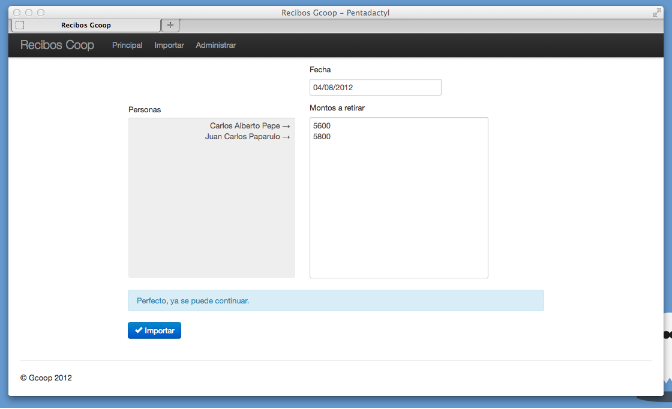 Recibos Gcoop – Pentadactyl
Recibos Gcoop
Recibos Coop Principal Importar Administrar
Fecha
04/08/2012
Personas
Montos a retirar
Carlos Alberto Pepe →
Juan Carlos Paparulo →
5600
5800
Perfecto, ya se puede continuar.
✔ Importar
© Gcoop 2012